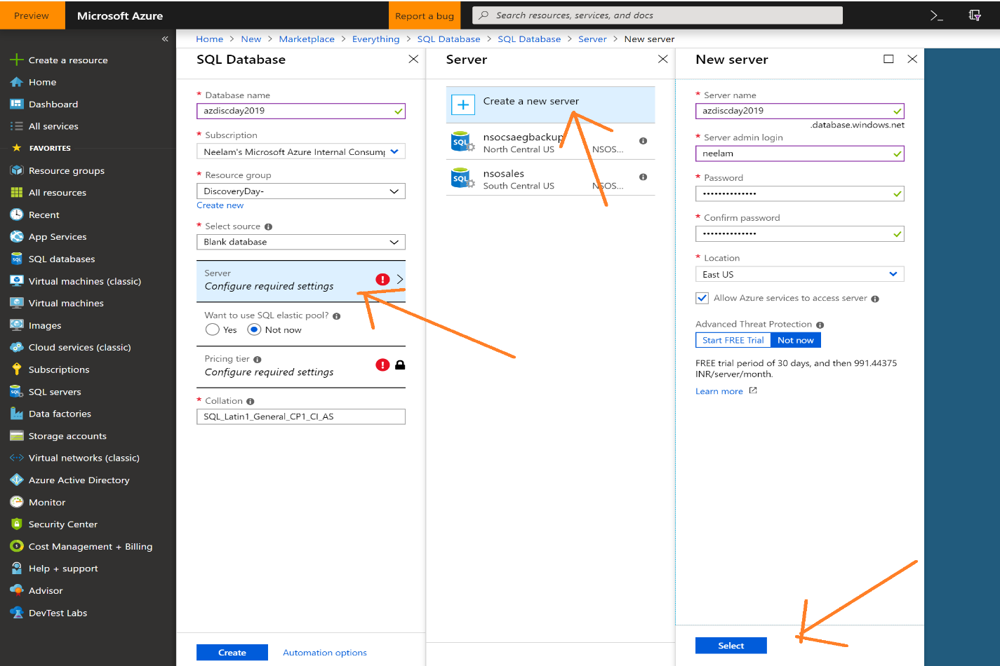 Preview
Microsoft Azure
Report a bug
Search resources, services, and docs
>_
«
Create a resource
Home
Dashboard
All services
FAVORITES
Resource groups
All resources
Recent
App Services
SQL databases
Virtual machines (classic)
Virtual machines
Images
Cloud services (classic)
Subscriptions
SQL servers
Data factories
Storage accounts
Virtual networks (classic)
Azure Active Directory
Monitor
Security Center
Cost Management + Billing
Help + support
Advisor
DevTest Labs
Home > New > Marketplace > Everything > SQL Database > SQL Database > Server > New server
SQL Database
* Database name
azdiscday2019
* Subscription
Neelam's Microsoft Azure Internal Consump
* Resource group
DiscoveryDay-
Create new
* Select source
Blank database
Server
Configure required settings
Want to use SQL elastic pool?
Yes Not now
Pricing tier
Configure required settings
* Collation
SQL_Latin1_General_CP1_CI_AS
Create
Automation options
Server
Create a new server
SQL
nsocsaegbackup
North Central US NSOS...
SQL
nsosales
South Central US NSOS...
New server
* Server name
azdiscday2019
.database.windows.net
* Server admin login
neelam
* Password
••••••••••••••
* Confirm password
••••••••••••••
* Location
East US
Allow Azure services to access server
Advanced Threat Protection
Start FREE Trial Not now
FREE trial period of 30 days, and then 991.44375
INR/server/month.
Learn more
Select